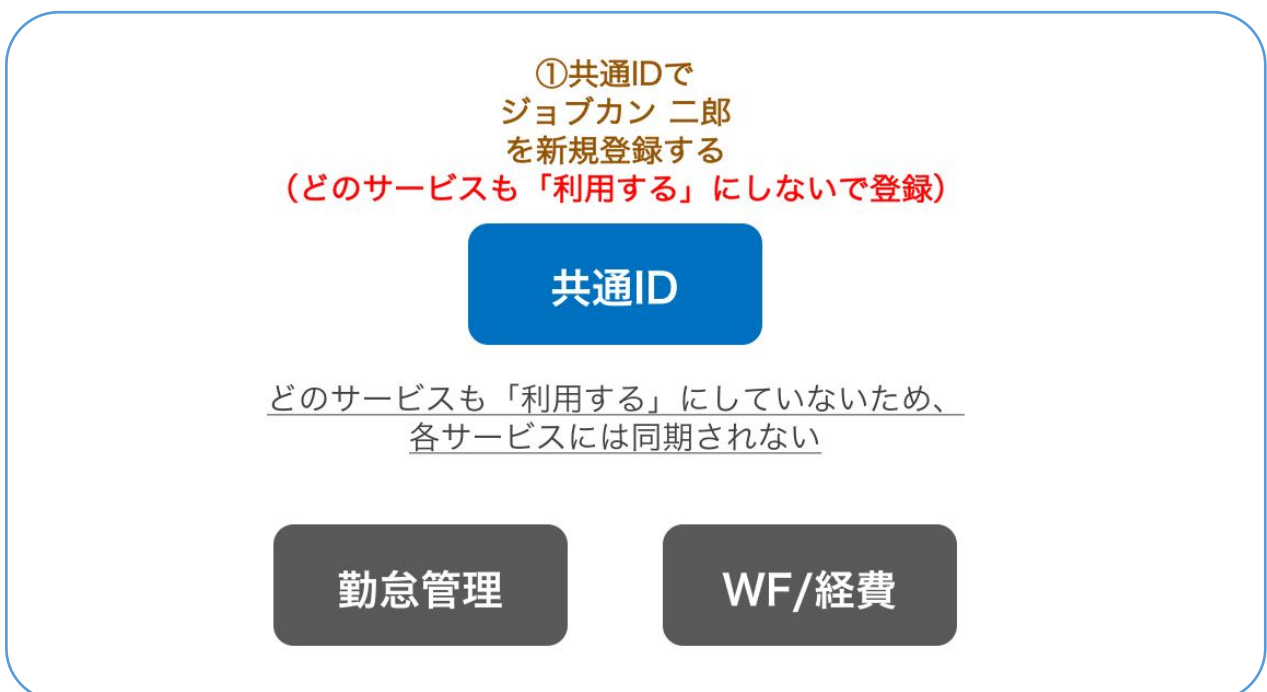 ①共通IDで
ジョブカン 二郎
を新規登録する
（どのサービスも「利用する」にしないで登録）
共通ID
どのサービスも「利用する」にしていないため、
各サービスには同期されない
勤怠管理
WF/経費